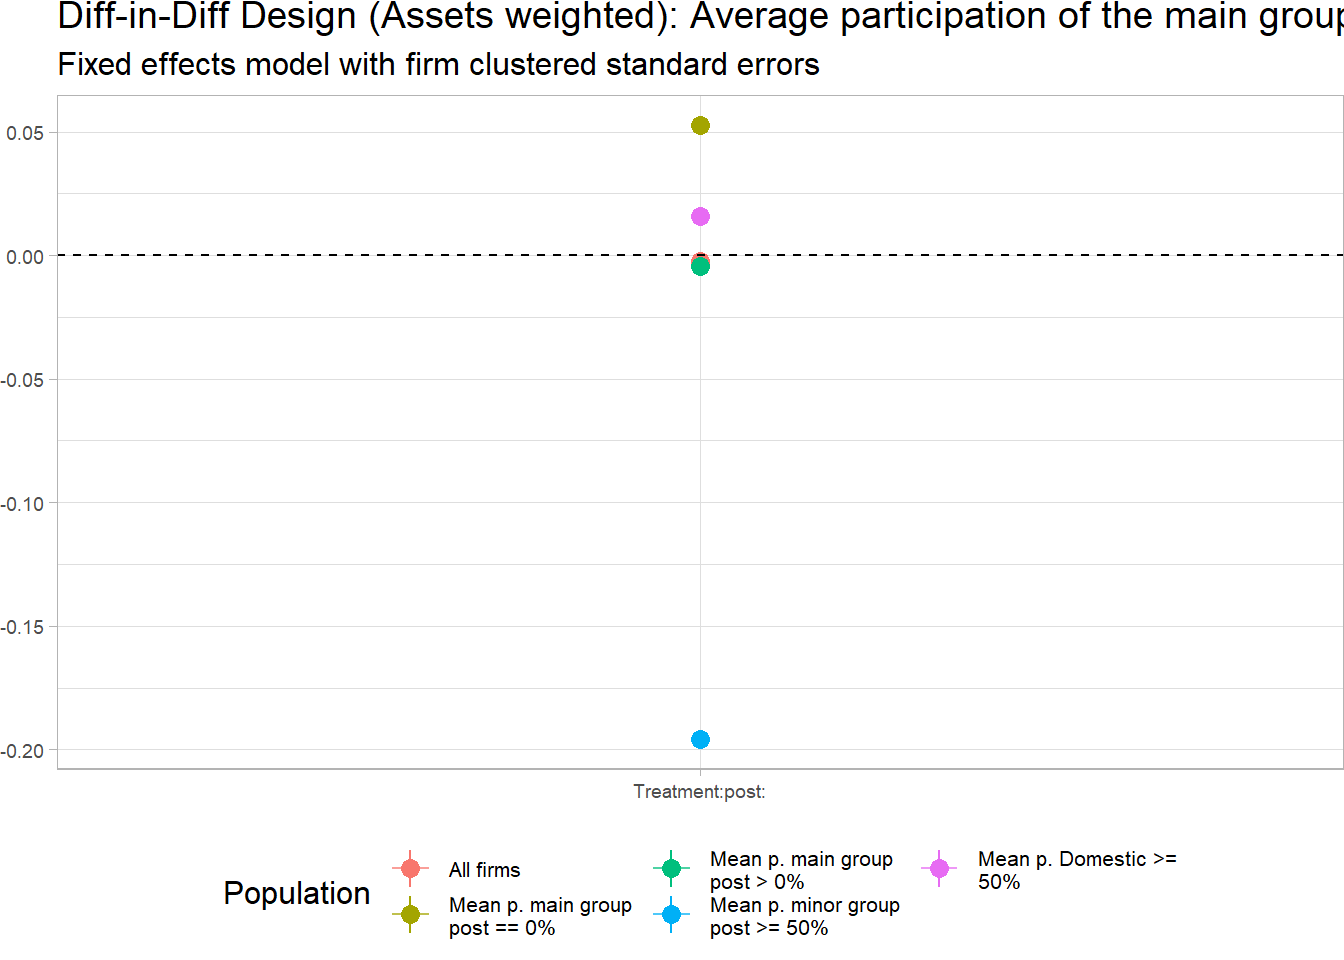 Diff-in-Diff Design (Assets weighted): Average participation of the main group
Fixed effects model with firm clustered standard errors
0.05
0.00
-0.05
-0.10
-0.15
-0.20
Treatment:post:
Population
All firms
Mean p. main group
post == 0%
Mean p. main group
post > 0%
Mean p. minor group
post >= 50%
Mean p. Domestic >=
50%